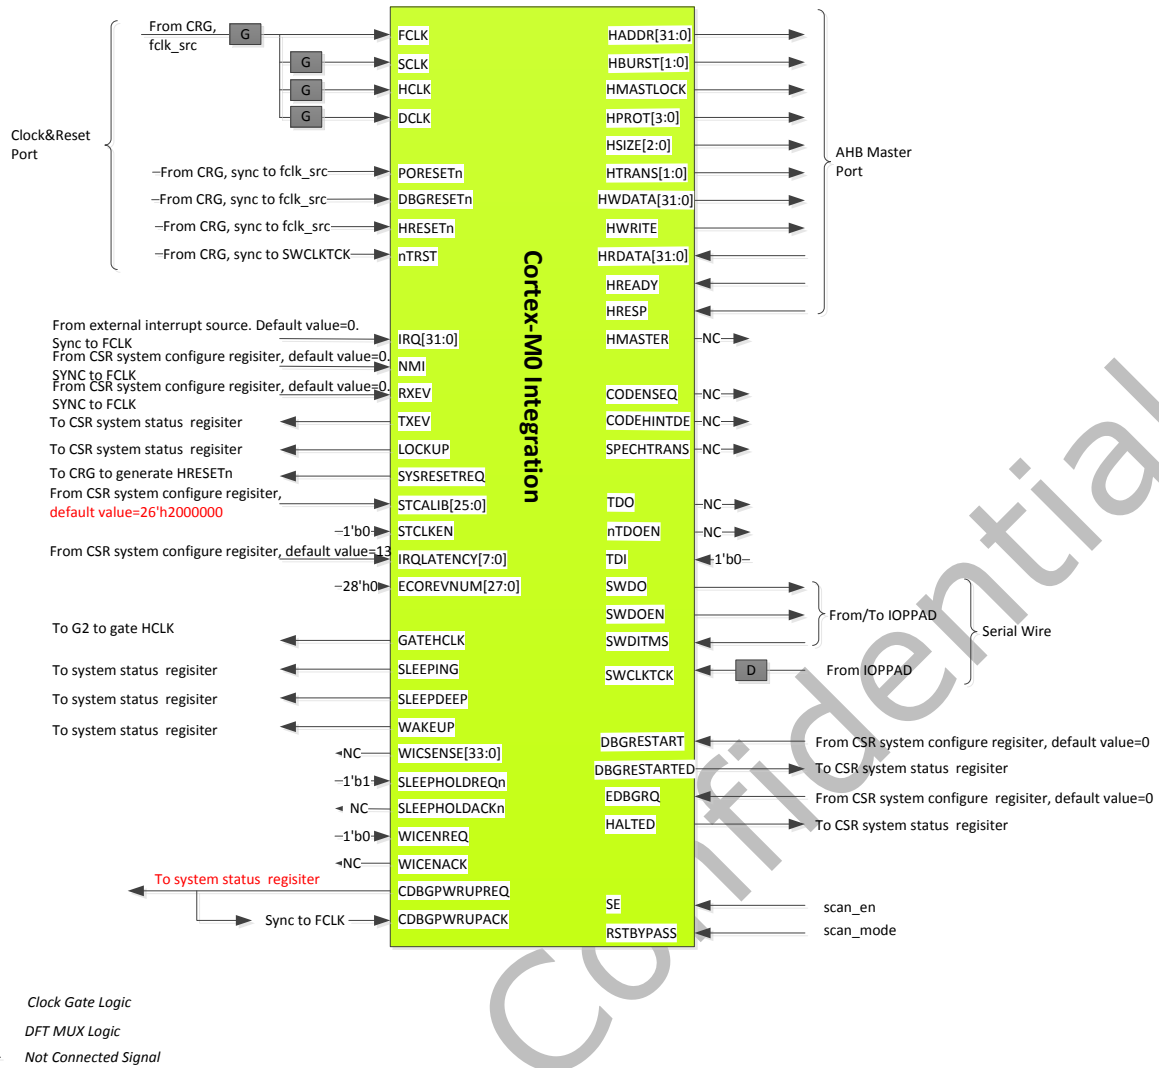 From CRG,
fclk_src
G
G
G
G
Clock&Reset
Port
FCLK
SCLK
HCLK
DCLK
From CRG, sync to fclk_src
PORESETn
From CRG, sync to fclk_src
DBGRESETn
From CRG, sync to fclk_src
HRESETn
From CRG, sync to SWCLKTCK
nTRST
From external interrupt source. Default value=0.
Sync to FCLK
IRQ[31:0]
From CSR system configure regisiter, default value=0.
SYNC to FCLK
NMI
From CSR system configure regisiter, default value=0.
SYNC to FCLK
RXEV
To CSR system status regisiter
TXEV
To CSR system status regisiter
LOCKUP
To CRG to generate HRESETn
SYSRESETREQ
From CSR system configure regisiter,
default value=26'h2000000
STCALIB[25:0]
1'b0
STCLKEN
From CSR system configure regisiter, default value=13
IRQLATENCY[7:0]
28'h0
ECOREVNUM[27:0]
To G2 to gate HCLK
GATEHCLK
To system status regisiter
SLEEPING
To system status regisiter
SLEEPDEEP
To system status regisiter
WAKEUP
NC
WICSENSE[33:0]
1'b1
SLEEPHOLDREQn
NC
SLEEPHOLDACKn
1'b0
WICENREQ
NC
WICENACK
To system status regisiter
CDBGPWRUPREQ
Sync to FCLK
CDBGPWRUPACK
Cortex-M0 Integration
HADDR[31:0]
HBURST[1:0]
HMASTLOCK
HPROT[3:0]
HSIZE[2:0]
HTRANS[1:0]
HWDATA[31:0]
HWRITE
HRDATA[31:0]
HREADY
HRESP
AHB Master
Port
HMASTER
NC
CODENSEQ
NC
CODEHINTDE
NC
SPECHTRANS
NC
TDO
NC
nTDOEN
NC
TDI
1'b0
SWDO
SWDOEN
SWDITMS
From/To IOPPAD
Serial Wire
SWCLKTCK
D
From IOPPAD
DBGRESTART
From CSR system configure regisiter, default value=0
DBGRESTARTED
To CSR system status regisiter
EDBGRQ
From CSR system configure regisiter, default value=0
HALTED
To CSR system status regisiter
SE
scan_en
RSTBYPASS
scan_mode
Confidential
Clock Gate Logic
DFT MUX Logic
Not Connected Signal